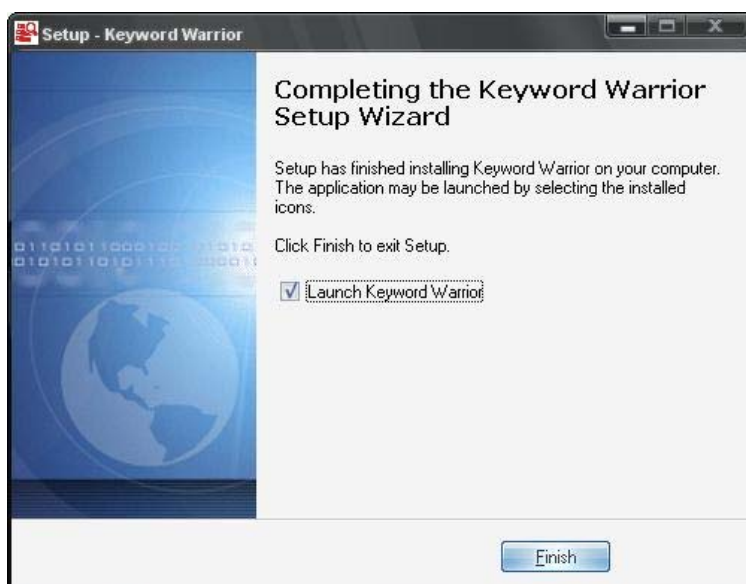 Setup - Keyword Warrior
Completing the Keyword Warrior
Setup Wizard
Setup has finished installing Keyword Warrior on your computer.
The application may be launched by selecting the installed
icons.
Click Finish to exit Setup.
Launch Keyword Warrior
Finish